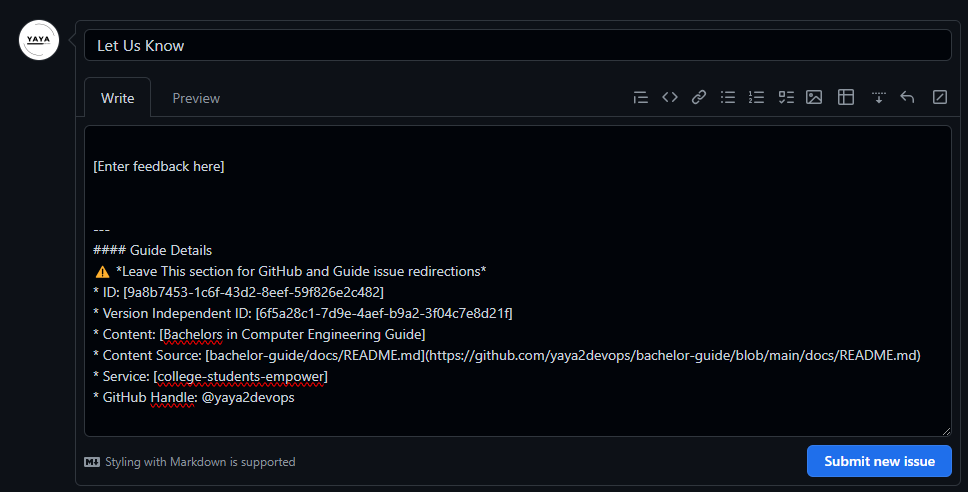 YAYA
Let Us Know
Write
Preview
[Enter feedback here]
---
#### Guide Details
⚠️ *Leave This section for GitHub and Guide issue redirections*
* ID: [9a8b7453-1c6f-43d2-8eef-59f826e2c482]
* Version Independent ID: [6f5a28c1-7d9e-4aef-b9a2-3f04c7e8d21f]
* Content: [Bachelors in Computer Engineering Guide]
* Content Source: [bachelor-guide/docs/README.md](https://github.com/yaya2devops/bachelor-guide/blob/main/docs/README.md)
* Service: [college-students-empower]
* GitHub Handle: @yaya2devops
Styling with Markdown is supported
Submit new issue